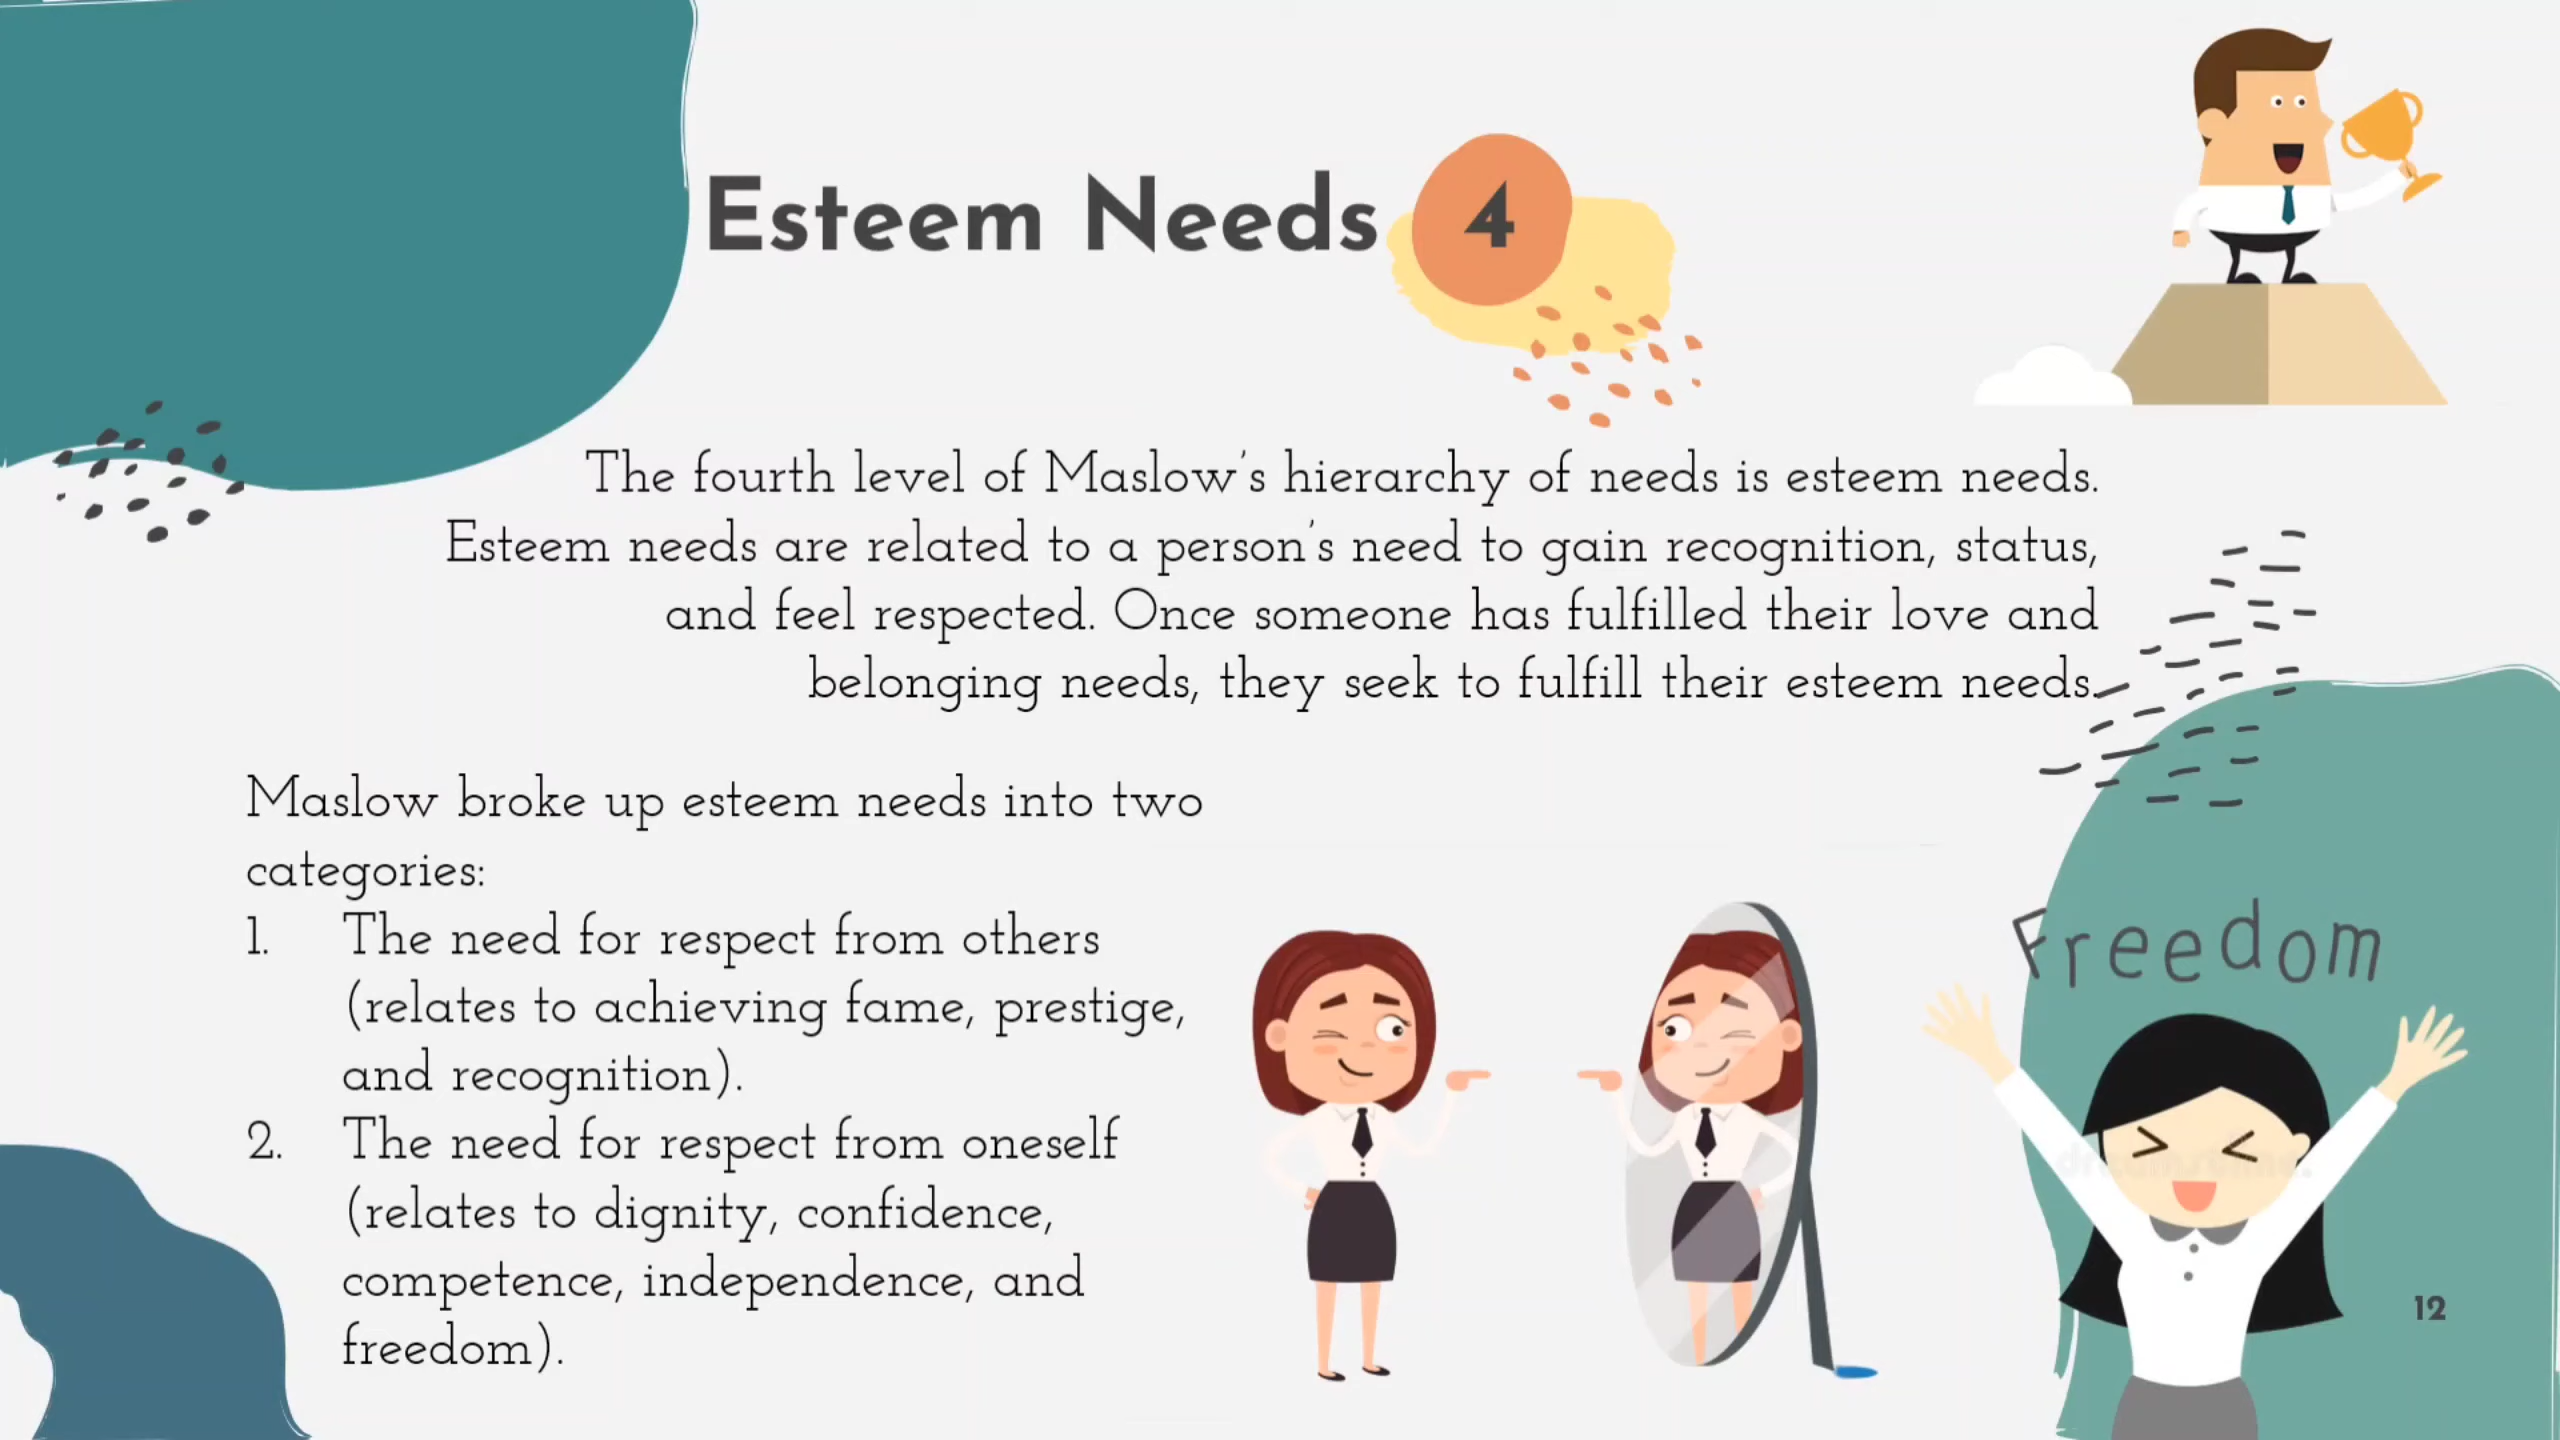 Esteem Needs 4
The fourth level of Maslow's hierarchy of needs is esteem needs.
Esteem needs are related to a person's need to gain recognition, status,
and feel respected. Once someone has fulfilled their love and
belonging needs, they seek to fulfill their esteem needs.
Maslow broke up esteem needs into two
categories:
1. The need for respect from others
(relates to achieving fame, prestige,
and recognition).
2. The need for respect from oneself
(relates to dignity, confidence,
competence, independence, and
freedom).
Freedom
12